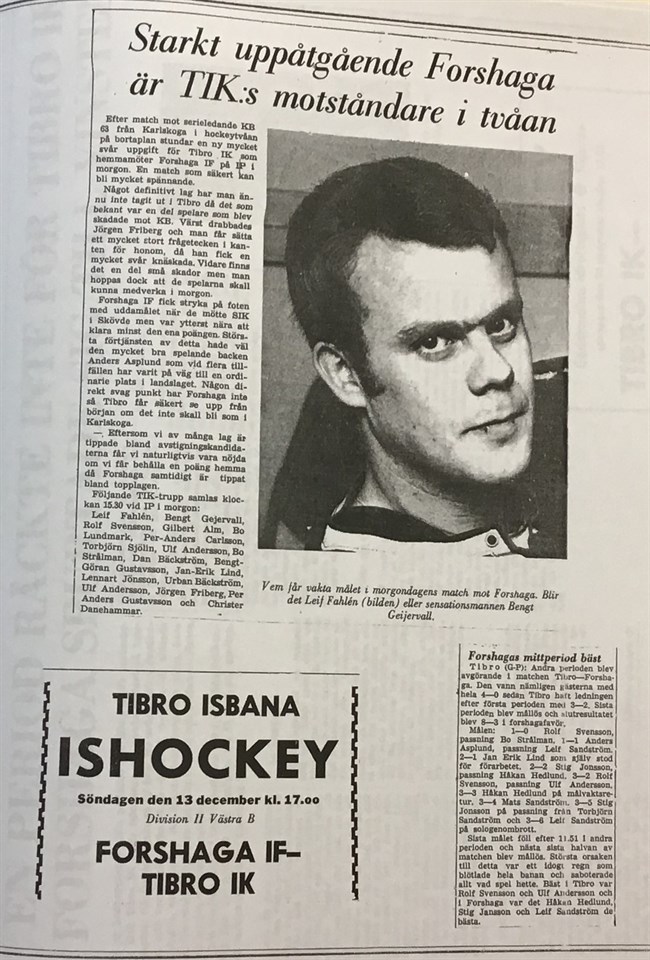 Starkt uppåtgående Forshaga
är TIK:s motståndare i tvåan
Efter match mot serieledande KB
63 från Karlskoga i hockeytvåan
på bortaplan stundar en ny mycket
svår uppgift för Tibro IK som
hemmamöter Forshaga IF på IP i
morgon. En match som säkert kan
bli mycket spännande.
Något definitivt lag har man än-
nu inte tagit ut i Tibro då det som
bekant var en del spelare som blev
skadade mot KB. Värst drabbades
Jörgen Friberg och man får sätta
ett mycket stort frågetecken i kan-
ten för honom, då han fick en
mycket svår knäskada. Vidare finns
det en del små skador men man
hoppas dock att de spelarna skall
kunna medverka i morgon.
Forshaga IF fick stryka på foten
med uddamålet när de mötte SIK
i Skövde men var ytterst nära att
klara minst den ena poängen. Störs-
ta förtjänsten av detta hade väl
den mycket bra spelande backen
Anders Asplund som vid flera till-
fällen har varit på väg till en ordi-
narie plats i landslaget. Någon di-
rekt svag punkt har Forshaga inte
så Tibro får säkert se upp från
början om det inte skall bli som i
Karlskoga.
— Eftersom vi av många lag är
tippade bland avstigningskandida-
terna får vi naturligtvis vara nöjda
om vi får behålla en poäng hemma
då Forshaga samtidigt är tippat
bland topplagen.
Följande TIK-trupp samlas kloc-
kan 15.30 vid IP i morgon:
Leif Fahlén, Bengt Gejervall,
Rolf Svensson, Gilbert Alm, Bo
Lundmark, Per-Anders Carlsson,
Torbjörn Sjölin, Ulf Andersson, Bo
Strålman, Dan Bäckström, Bengt-
Göran Gustavsson, Jan-Erik Lind,
Lennart Jönsson, Urban Bäckström,
Ulf Andersson, Jörgen Friberg, Per
Anders Gustavsson och Christer
Danehammar.
Vem får vakta målet i morgondagens match mot Forshaga. Blir
det Leif Fahlén (bilden) eller sensationsmannen Bengt
Geijervall.
TIBRO ISBANA
ISHOCKEY
Söndagen den 13 december kl. 17.oo
Division II Västra B
FORSHAGA IF–
TIBRO IK
Forshagas mittperiod bäst
Tibro (G-P): Andra perioden blev
avgörande i matchen Tibro—Forsha-
ga. Den vann nämligen gästerna med
hela 4—0 sedan Tibro haft ledningen
efter första perioden med 3—2. Sista
perioden blev mållös och slutresultatet
blev 6—3 i forshagafavör.
Målen: 1—0 Rolf Svensson,
passning Bo Strålman, 1—1 Anders
Asplund, passning Leif Sandström.
2—1 Jan Erik Lind som själv stod
för förarbetet, 2—2 Stig Jonsson,
passning Håkan Hedlund, 3—2 Rolf
Svensson, passning Ulf Andersson,
3—3 Håkan Hedlund på målvaktsre-
tur, 3—4 Mats Sandström, 3—5 Stig
Jonsson på passning från Torbjörn
Sandström och 3—6 Leif Sandström
på sologenombrott.
Sista målet föll efter 11.51 i andra
perioden och nästa sista halvan av
matchen blev mållös. Största orsaken
till detta var ett idogt regn som
blötlade hela banan och saboterade
allt vad spel hette. Bäst i Tibro var
Rolf Svensson och Ulf Andersson och
i Forshaga var det Håkan Hedlund,
Stig Jansson och Leif Sandström de
bästa.